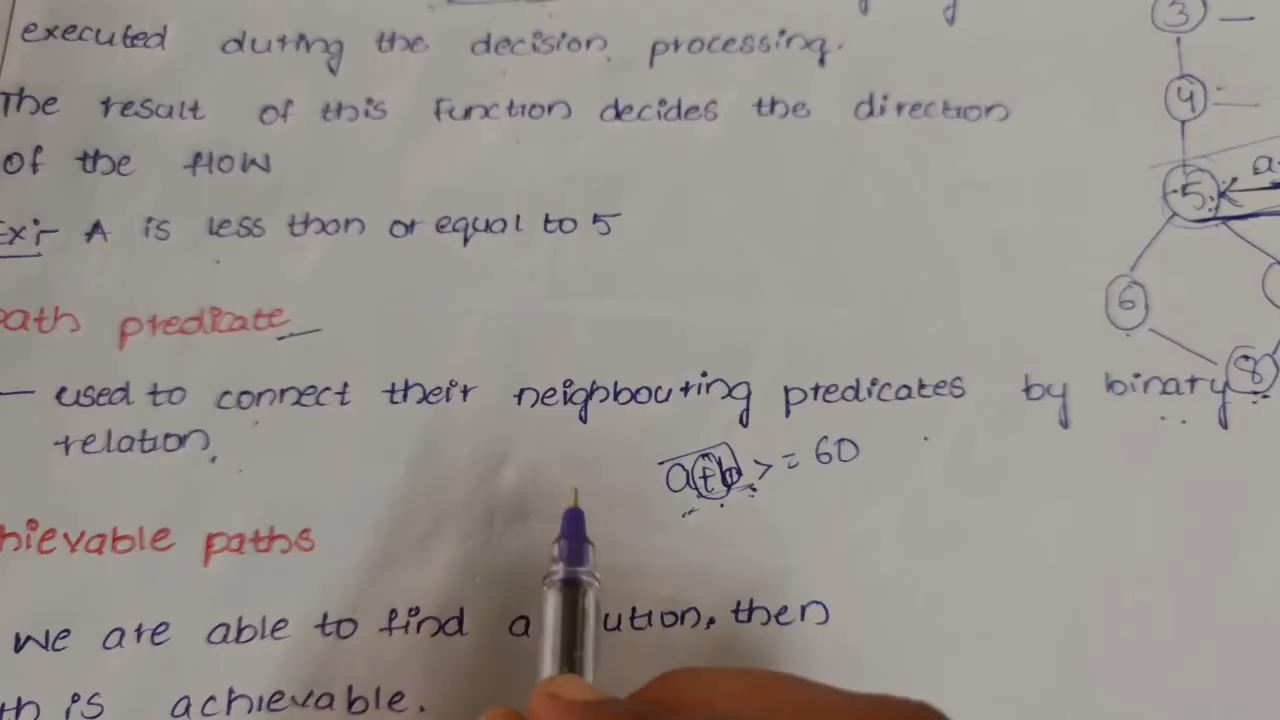 executed during the decision processing.
The result of this function decides the direction
of the flow
Ex:- A is less than or equal to 5
path predicate
— used to connect their neighbouring predicates by binary
relation.
a+b >= 60
hievable paths
We are able to find a ution, then
th is achievable.
3
4
5
a
6
8